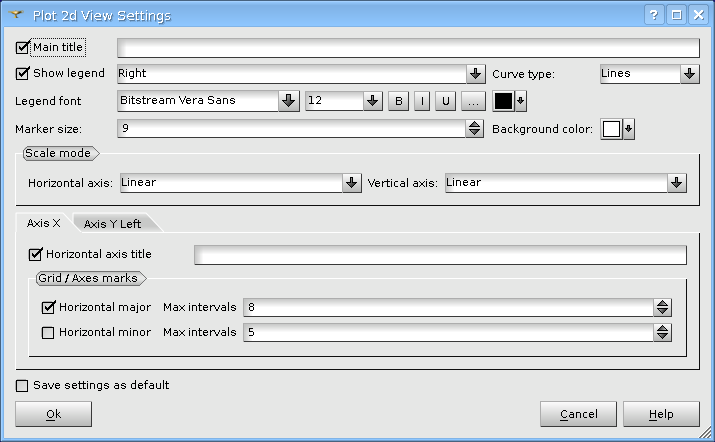 Plot 2d View Settings
Main title
Show legend Right Curve type: Lines
Legend font Bitstream Vera Sans 12 B I U ...
Marker size: 9 Background color:
Scale mode
Horizontal axis: Linear Vertical axis: Linear
Axis X Axis Y Left
Horizontal axis title
Grid / Axes marks
Horizontal major Max intervals 8
Horizontal minor Max intervals 5
Save settings as default
Ok Cancel Help